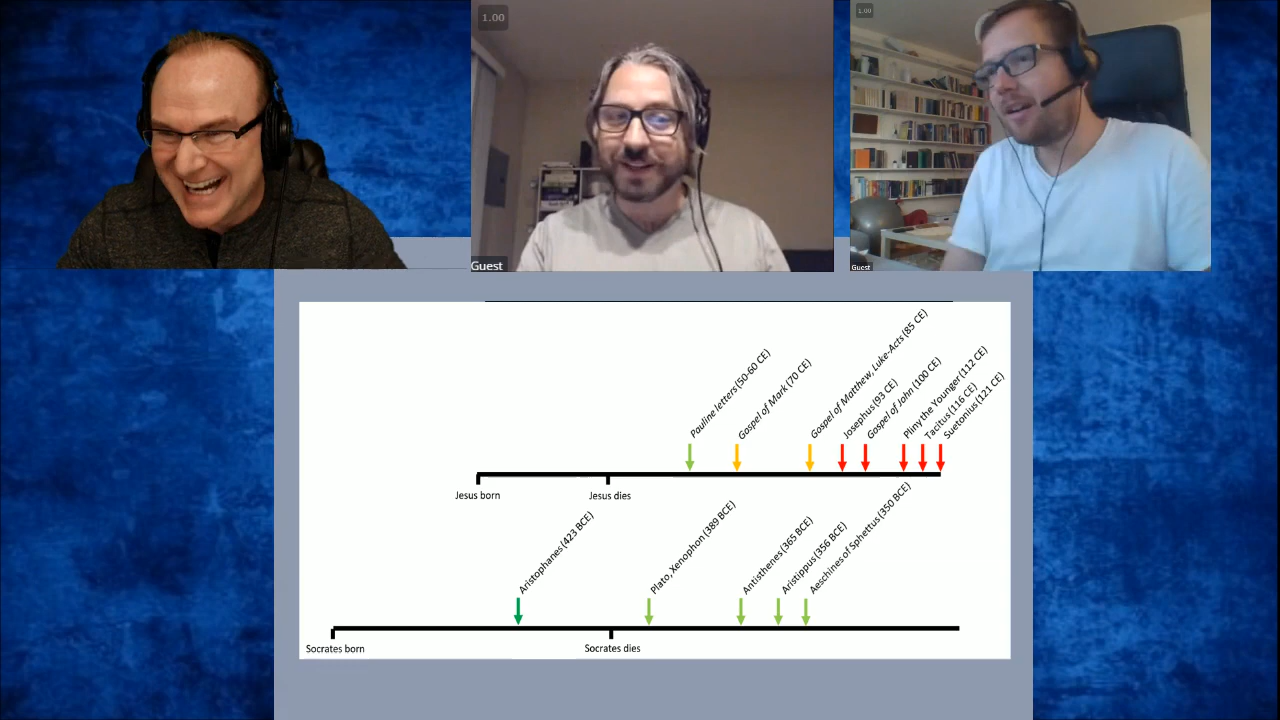 1.00
1.00
Guest
Guest
Pauline letters (50-60 CE)
Gospel of Mark (70 CE)
Gospel of Matthew, Luke-Acts (85 CE)
Josephus (93 CE)
Gospel of John (100 CE)
Pliny the Younger (112 CE)
Tacitus (116 CE)
Suetonius (121 CE)
Jesus born
Jesus dies
Aristophanes (423 BCE)
Plato, Xenophon (389 BCE)
Antisthenes (365 BCE)
Aristippus (356 BCE)
Aeschines of Sphettus (350 BCE)
Socrates born
Socrates dies